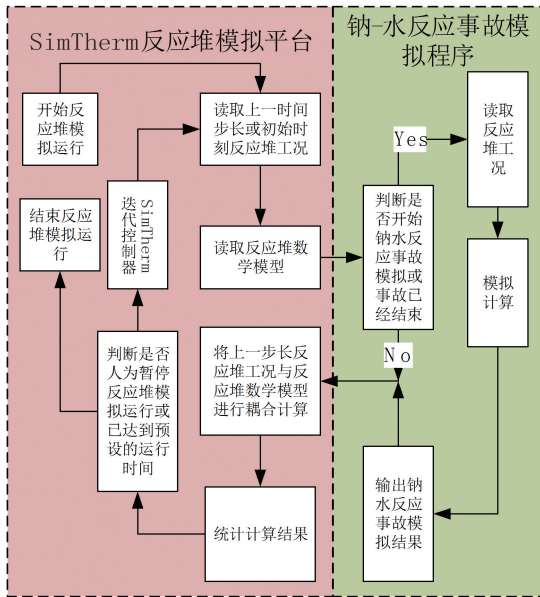 SimTherm反应堆模拟平台
钠-水反应事故模
拟程序
开始反
应堆模
拟运行
读取上一时间
步长或初始时
刻反应堆工况
Yes
读取
反应
堆工
况
SimTherm
迭代控制器
结束反应
堆模拟运
行
读取反应堆数
学模型
判断是
否开始
钠水反
应事故
模拟或
事故已
经结束
模拟
计算
No
判断是否
人为暂停
反应堆模
拟运行或
已达到预
设的运行
时间
将上一步长反
应堆工况与反
应堆数学模型
进行耦合计算
统计计算结果
输出钠
水反应
事故模
拟结果